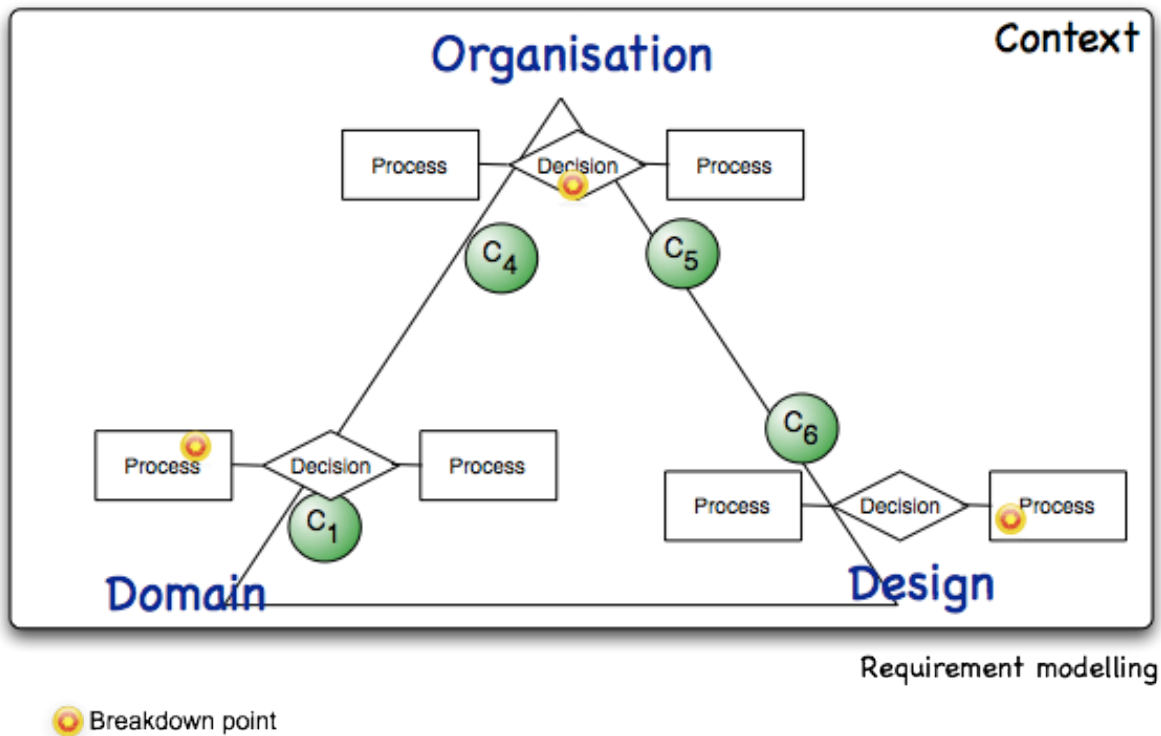 Context
Organisation
Process
Decision
Process
C4
C5
C6
Process
Decision
Process
Process
Decision
Process
C1
Domain
Design
Requirement modelling
Breakdown point